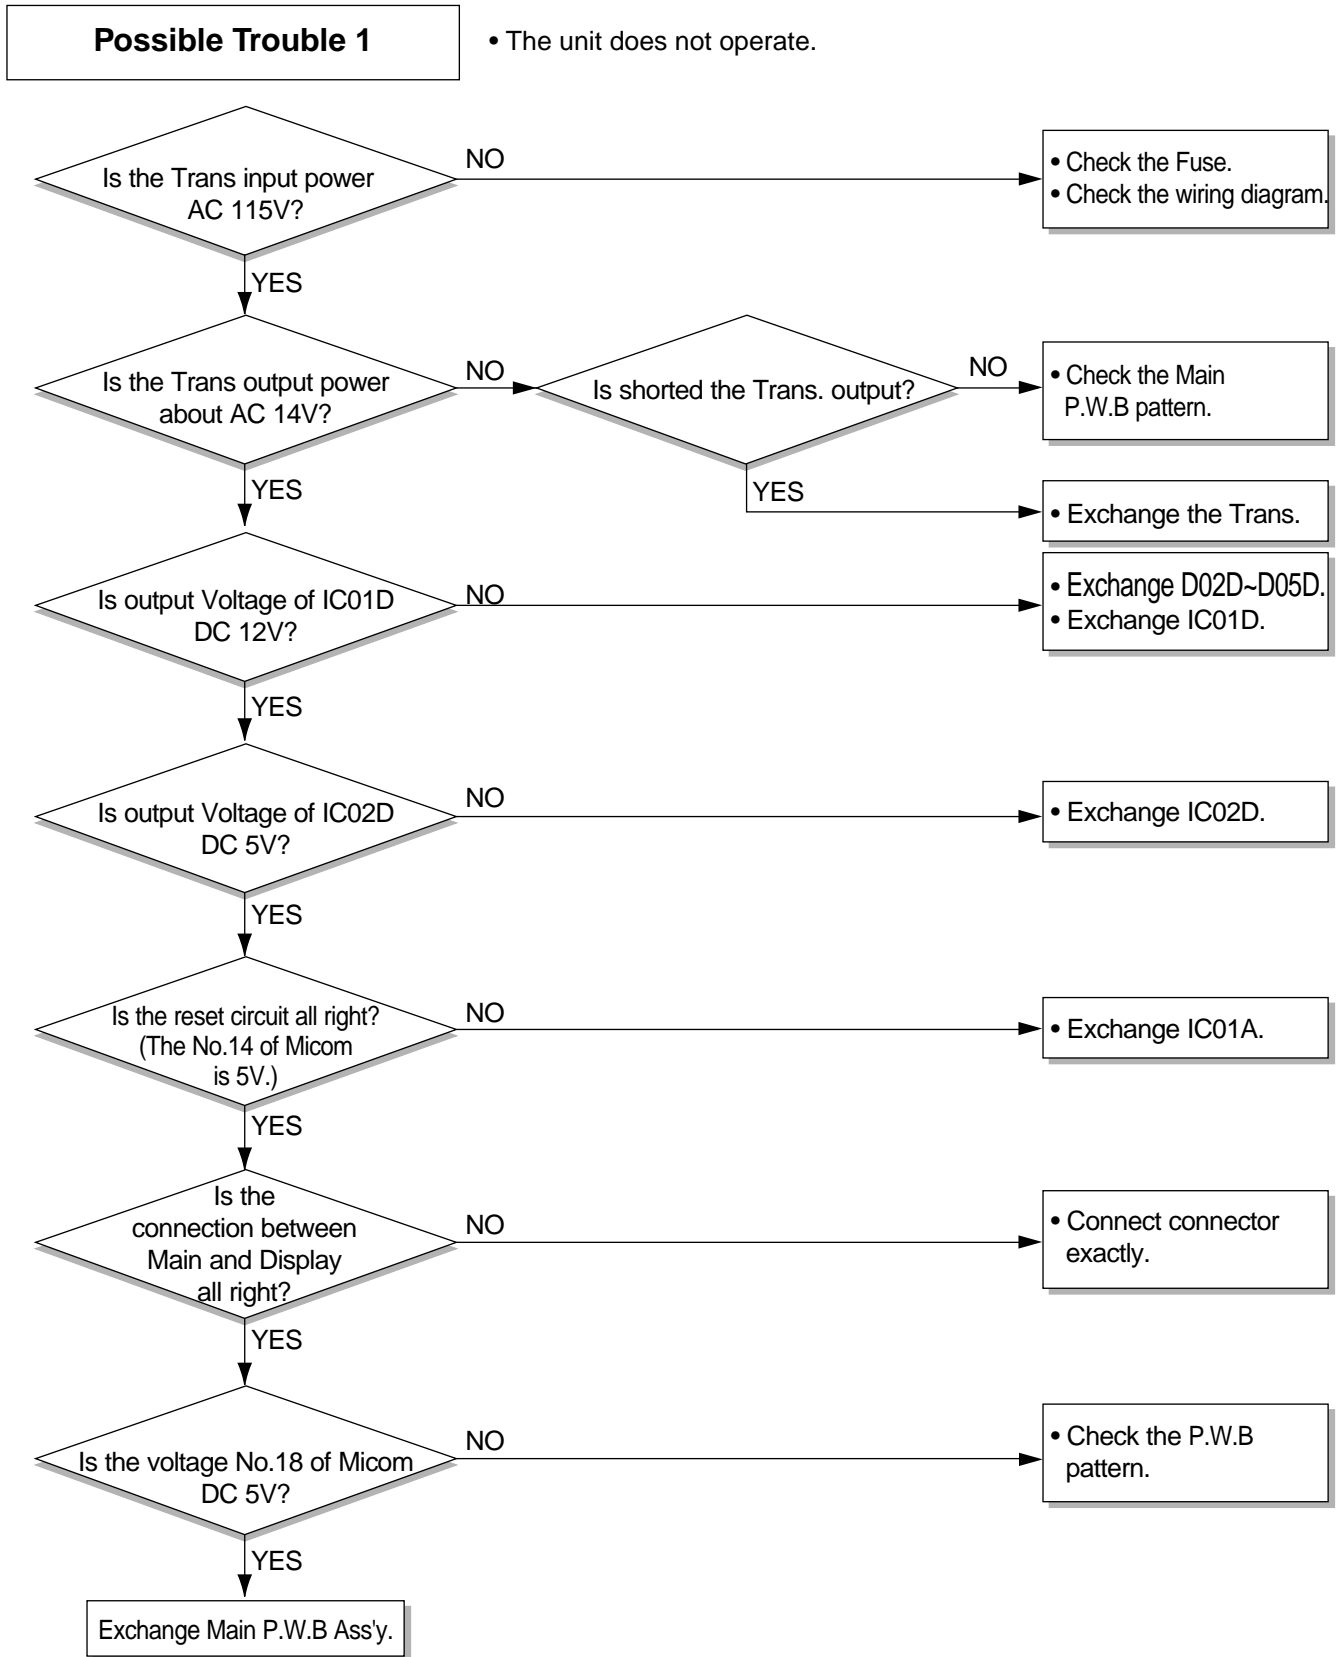 Possible Trouble 1
• The unit does not operate.
Is the Trans input power
AC 115V?
NO
• Check the Fuse.
• Check the wiring diagram.
YES
Is the Trans output power
about AC 14V?
NO
Is shorted the Trans. output?
NO
• Check the Main
P.W.B pattern.
YES
• Exchange the Trans.
YES
Is output Voltage of IC01D
DC 12V?
NO
• Exchange D02D~D05D.
• Exchange IC01D.
YES
Is output Voltage of IC02D
DC 5V?
NO
• Exchange IC02D.
YES
Is the reset circuit all right?
(The No.14 of Micom
is 5V.)
NO
• Exchange IC01A.
YES
Is the
connection between
Main and Display
all right?
NO
• Connect connector
exactly.
YES
Is the voltage No.18 of Micom
DC 5V?
NO
• Check the P.W.B
pattern.
YES
Exchange Main P.W.B Ass'y.